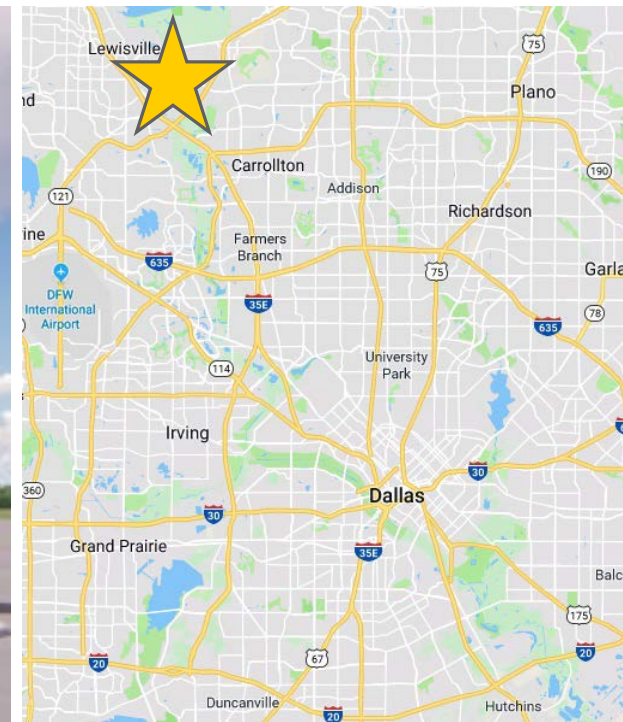 Lewisville
75
Plano
Carrollton
190
Addison
121
Richardson
Farmers
Branch
635
75
Garla
DFW
International
Airport
35E
78
635
114
University
Park
Irving
30
360
Dallas
30
35E
Grand Prairie
Balc
175
67
20
20
Duncanville
20
Hutchins